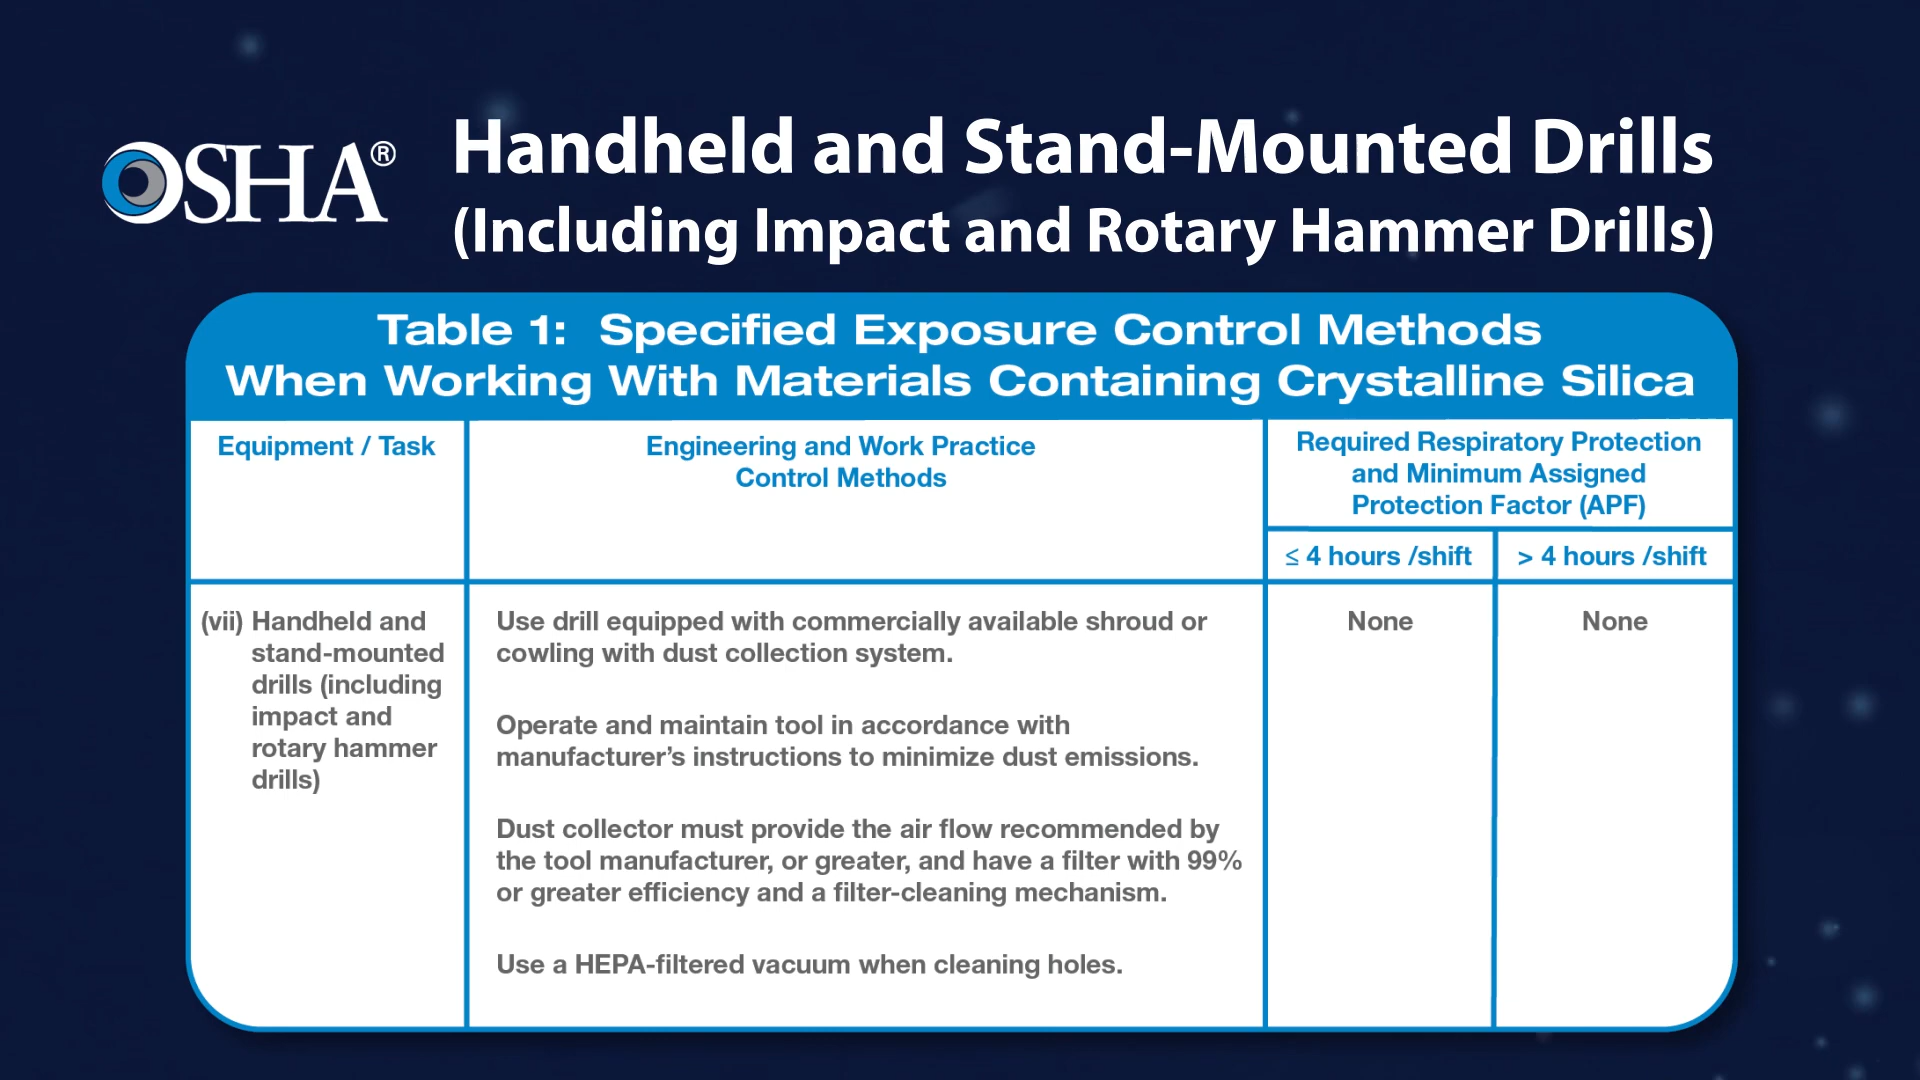 OSHA®
Handheld and Stand-Mounted Drills
(Including Impact and Rotary Hammer Drills)
Table 1: Specified Exposure Control Methods
When Working With Materials Containing Crystalline Silica
Equipment / Task
Engineering and Work Practice
Control Methods
Required Respiratory Protection
and Minimum Assigned
Protection Factor (APF)
≤ 4 hours /shift
> 4 hours /shift
(vii) Handheld and
stand-mounted
drills (including
impact and
rotary hammer
drills)
Use drill equipped with commercially available shroud or
cowling with dust collection system.
Operate and maintain tool in accordance with
manufacturer’s instructions to minimize dust emissions.
Dust collector must provide the air flow recommended by
the tool manufacturer, or greater, and have a filter with 99%
or greater efficiency and a filter-cleaning mechanism.
Use a HEPA-filtered vacuum when cleaning holes.
None
None